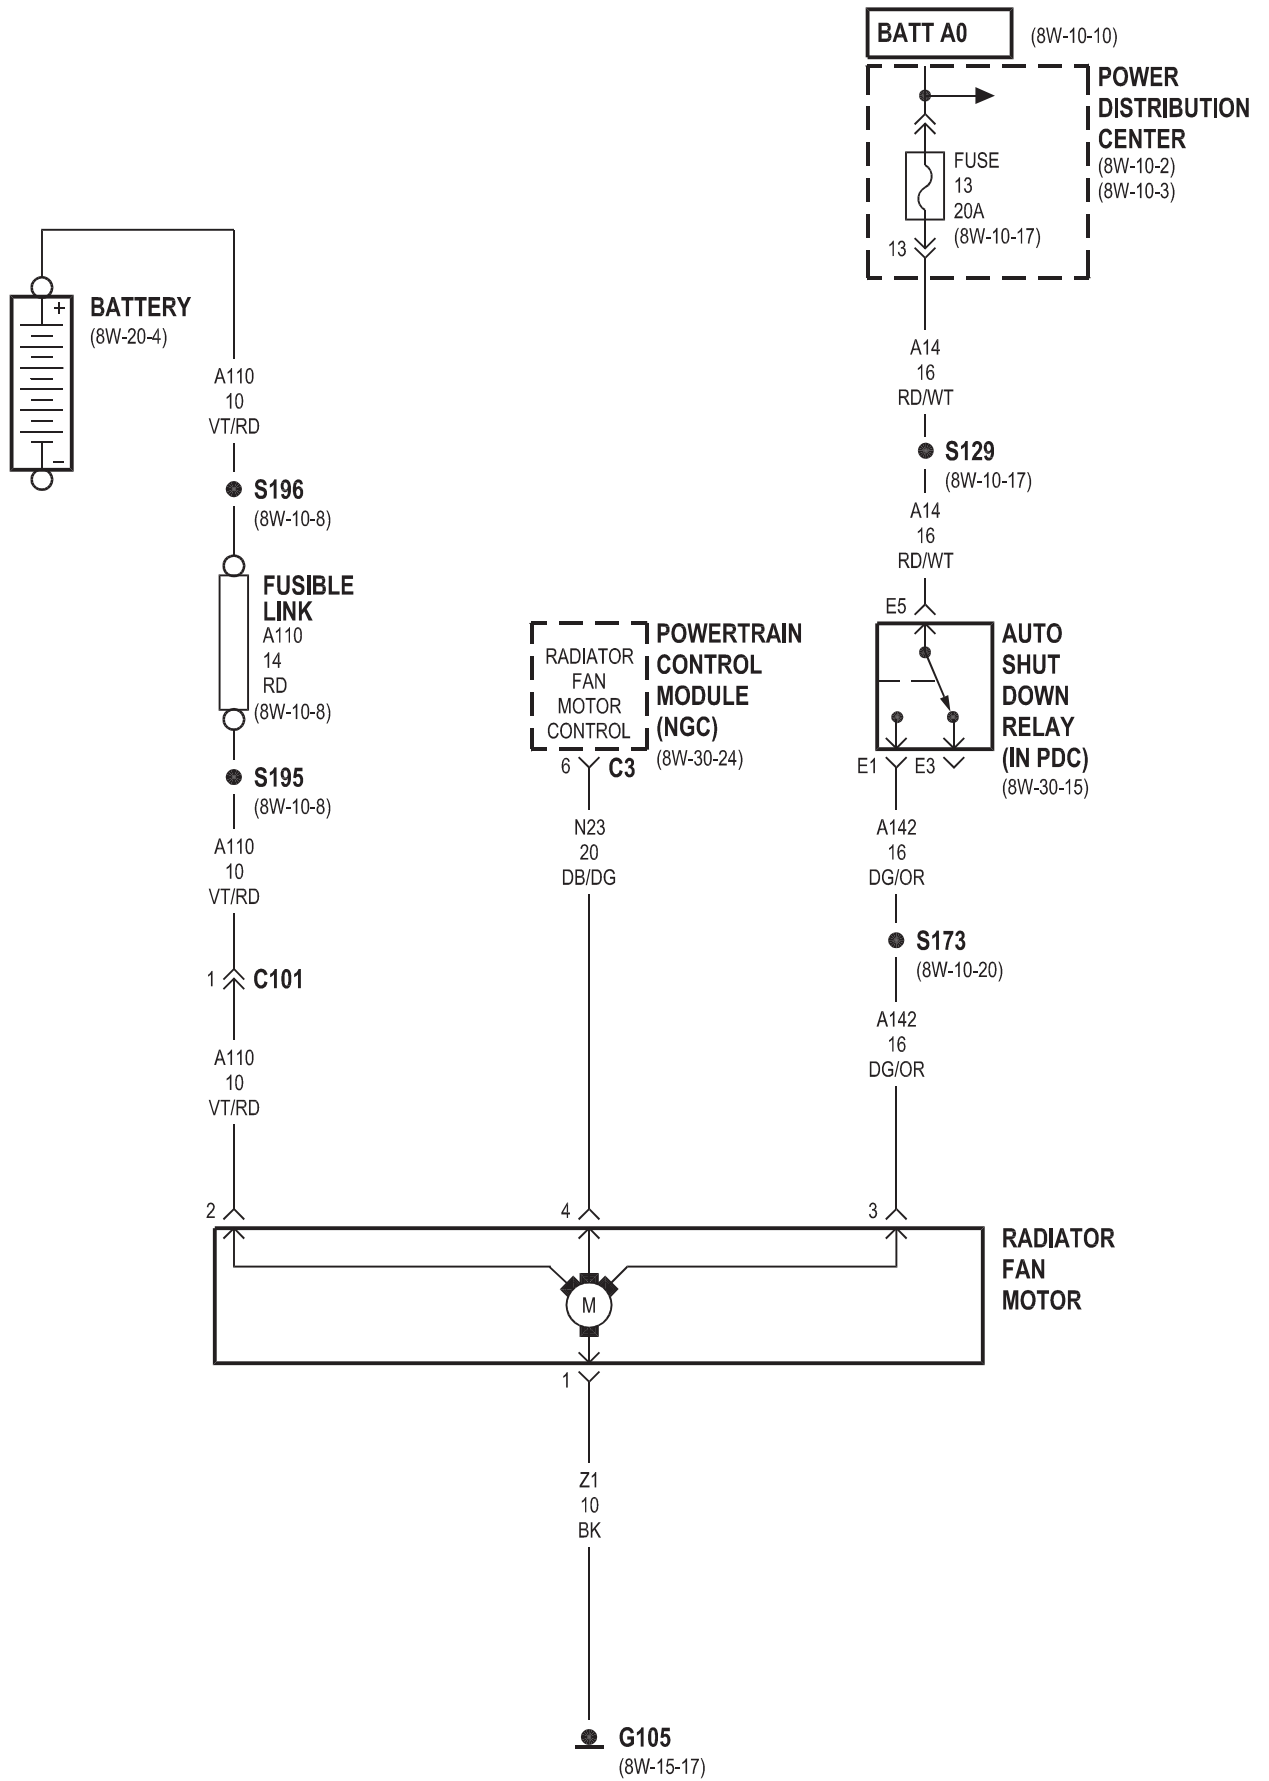 BATT A0
(8W-10-10)
POWER
DISTRIBUTION
CENTER
(8W-10-2)
(8W-10-3)
FUSE
13
20A
(8W-10-17)
13
+
BATTERY
(8W-20-4)
−
A110
10
VT/RD
S196
(8W-10-8)
FUSIBLE
LINK
A110
14
RD
(8W-10-8)
S195
(8W-10-8)
A110
10
VT/RD
1
C101
A110
10
VT/RD
2
RADIATOR
FAN
MOTOR
CONTROL
POWERTRAIN
CONTROL
MODULE
(NGC)
(8W-30-24)
6
C3
N23
20
DB/DG
4
A14
16
RD/WT
S129
(8W-10-17)
A14
16
RD/WT
E5
AUTO
SHUT
DOWN
RELAY
(IN PDC)
(8W-30-15)
E1
E3
A142
16
DG/OR
S173
(8W-10-20)
A142
16
DG/OR
3
RADIATOR
FAN
MOTOR
M
1
Z1
10
BK
G105
(8W-15-17)